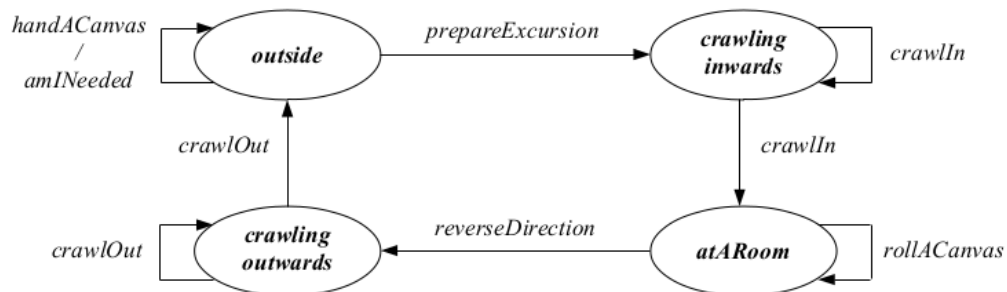 handACanvas
/
amINeeded
outside
prepareExcursion
crawling
inwards
crawlIn
crawlOut
crawlIn
crawlOut
crawling
outwards
reverseDirection
atARoom
rollACanvas